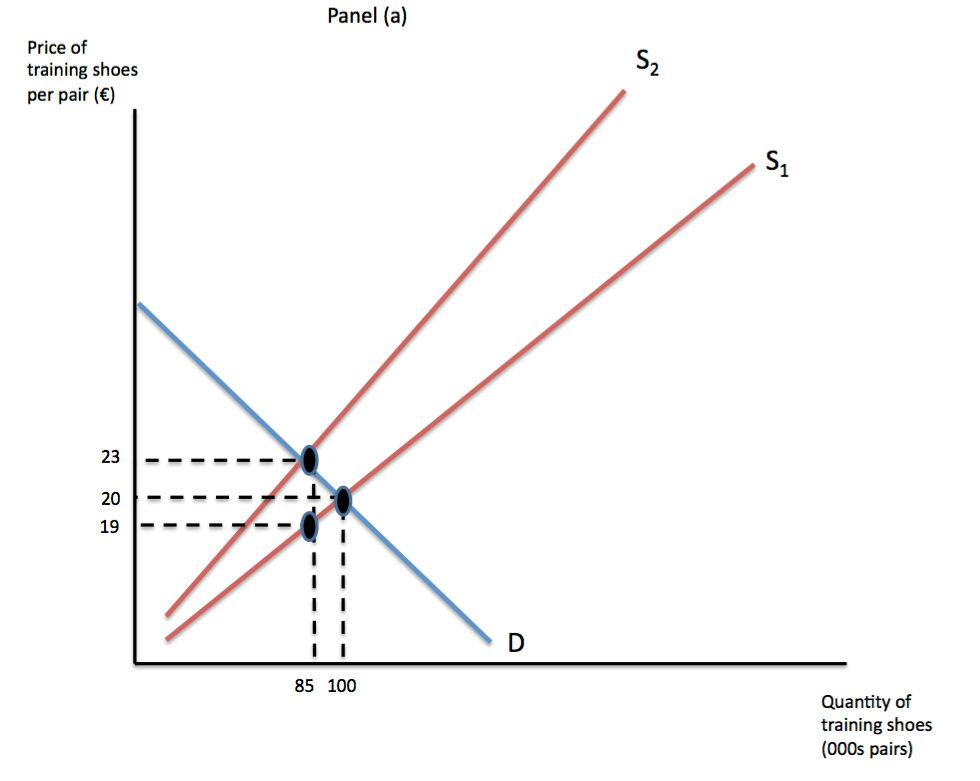 Panel (a)
Price of
training shoes
per pair (€)
S₂
S₁
23
20
19
D
85 100
Quantity of
training shoes
(000s pairs)